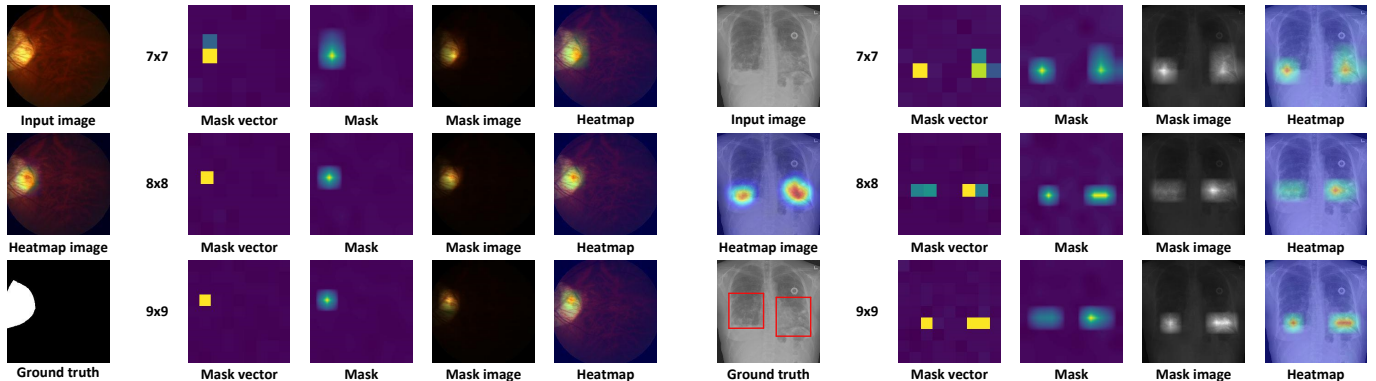 7x7
7x7
Input image Mask vector Mask Mask image Heatmap Input image Mask vector Mask Mask image Heatmap
8x8
8x8
Heatmap image Mask vector Mask Mask image Heatmap Heatmap image Mask vector Mask Mask image Heatmap
9x9
9x9
Ground truth Mask vector Mask Mask image Heatmap Ground truth Mask vector Mask Mask image Heatmap